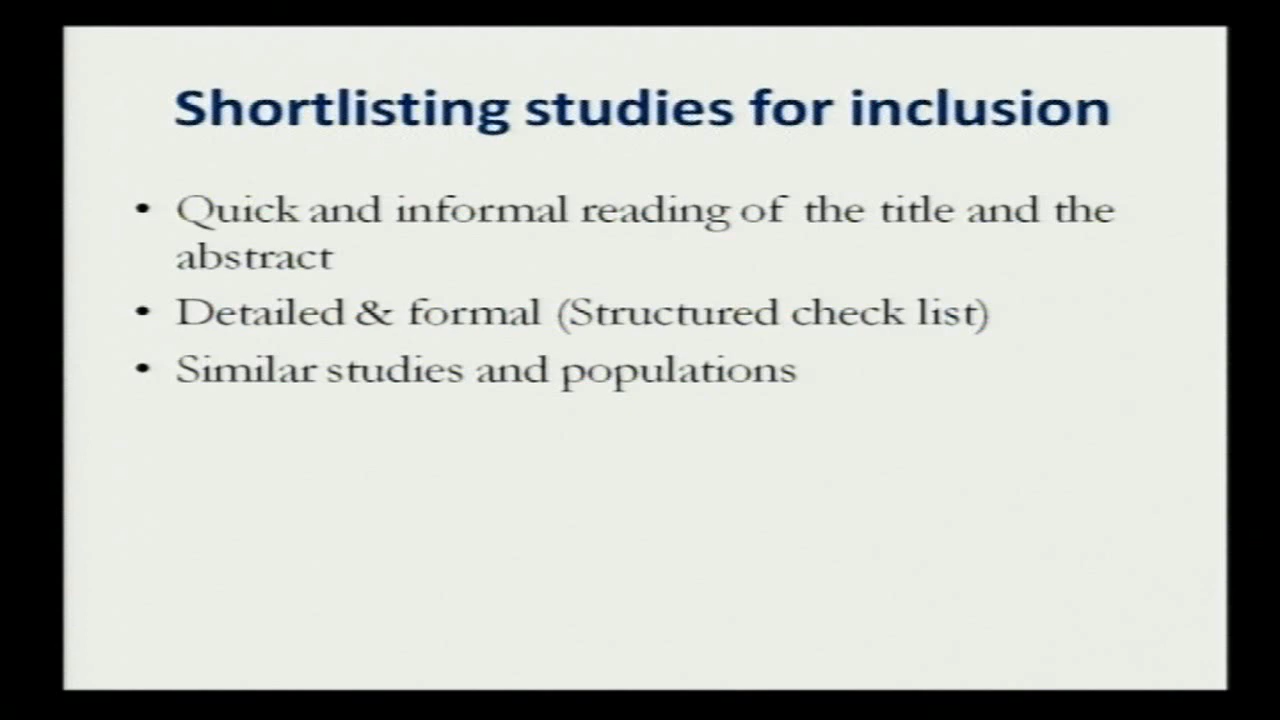 Shortlisting studies for inclusion
• Quick and informal reading of the title and the
abstract
• Detailed & formal (Structured check list)
• Similar studies and populations